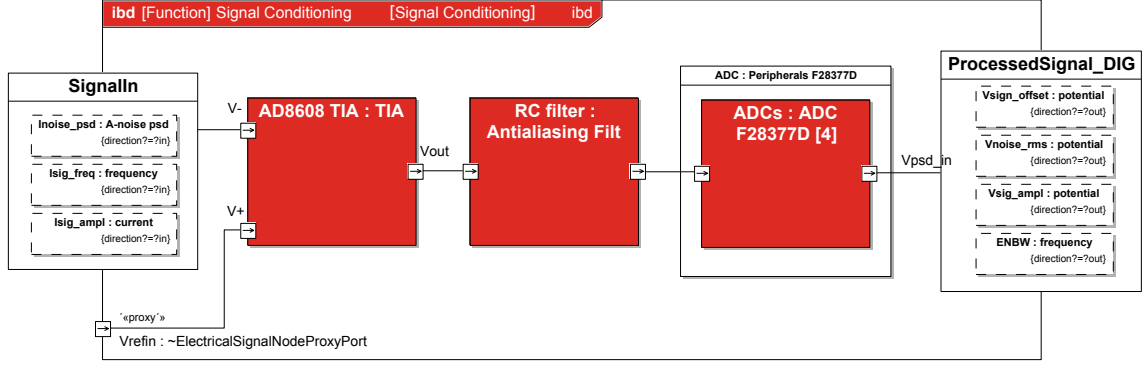 ibd [Function] Signal Conditioning [Signal Conditioning] ibd
SignalIn
Inoise_psd : A-noise psd
{direction?=?in}
Isig_freq : frequency
{direction?=?in}
Isig_ampl : current
{direction?=?in}
V-
V+
AD8608 TIA : TIA
Vout
RC filter :
Antialiasing Filt
ADC : Peripherals F28377D
ADCs : ADC
F28377D [4]
Vpsd_in
ProcessedSignal_DIG
Vsign_offset : potential
{direction?=?out}
Vnoise_rms : potential
{direction?=?out}
Vsig_ampl : potential
{direction?=?out}
ENBW : frequency
{direction?=?out}
´«proxy´»
Vrefin : ~ElectricalSignalNodeProxyPort